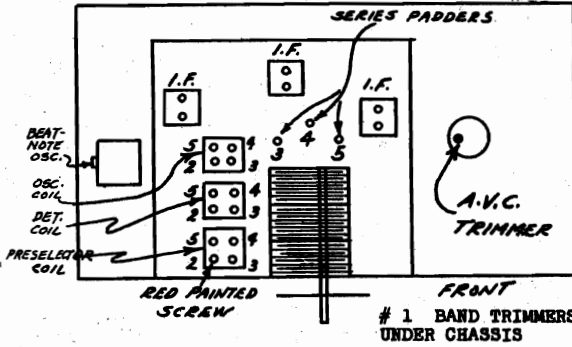 SERIES PADDERS
I.F.
I.F.
I.F.
4
3
5
BEAT-
NOTE
OSC.
OSC.
COIL
DET.
COIL
PRESELECTOR
COIL
5 4
2 3
5 4
2 3
5 4
2 3
A.V.C.
TRIMMER
RED PAINTED
SCREW
FRONT
# 1 BAND TRIMMERS
UNDER CHASSIS